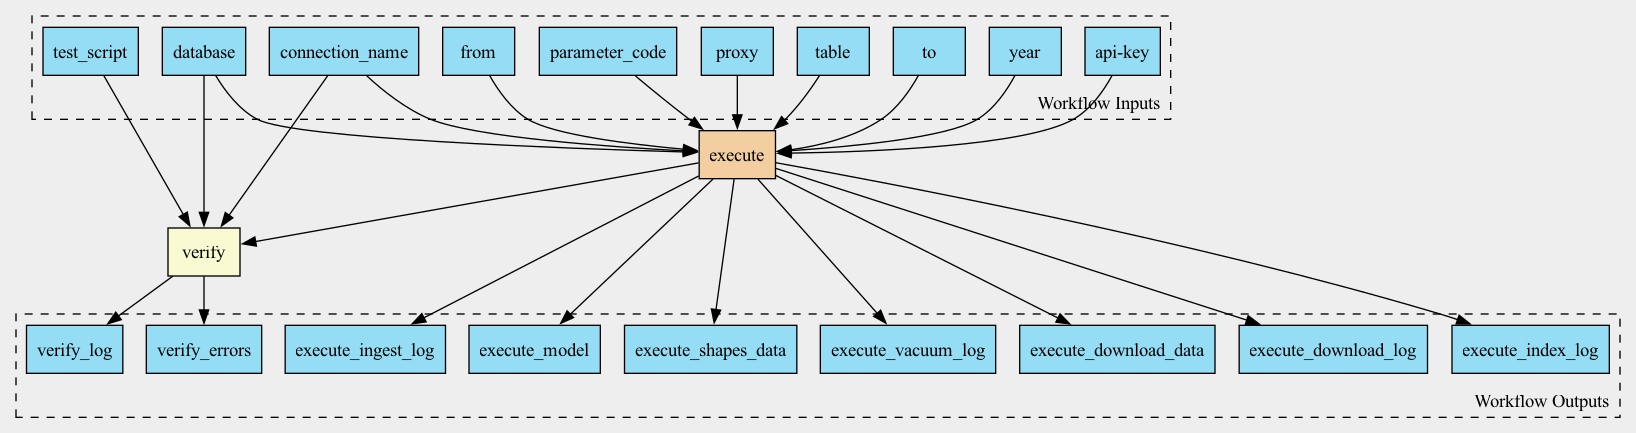 test_script
database
connection_name
from
parameter_code
proxy
table
to
year
api-key
Workflow Inputs
execute
verify
verify_log
verify_errors
execute_ingest_log
execute_model
execute_shapes_data
execute_vacuum_log
execute_download_data
execute_download_log
execute_index_log
Workflow Outputs